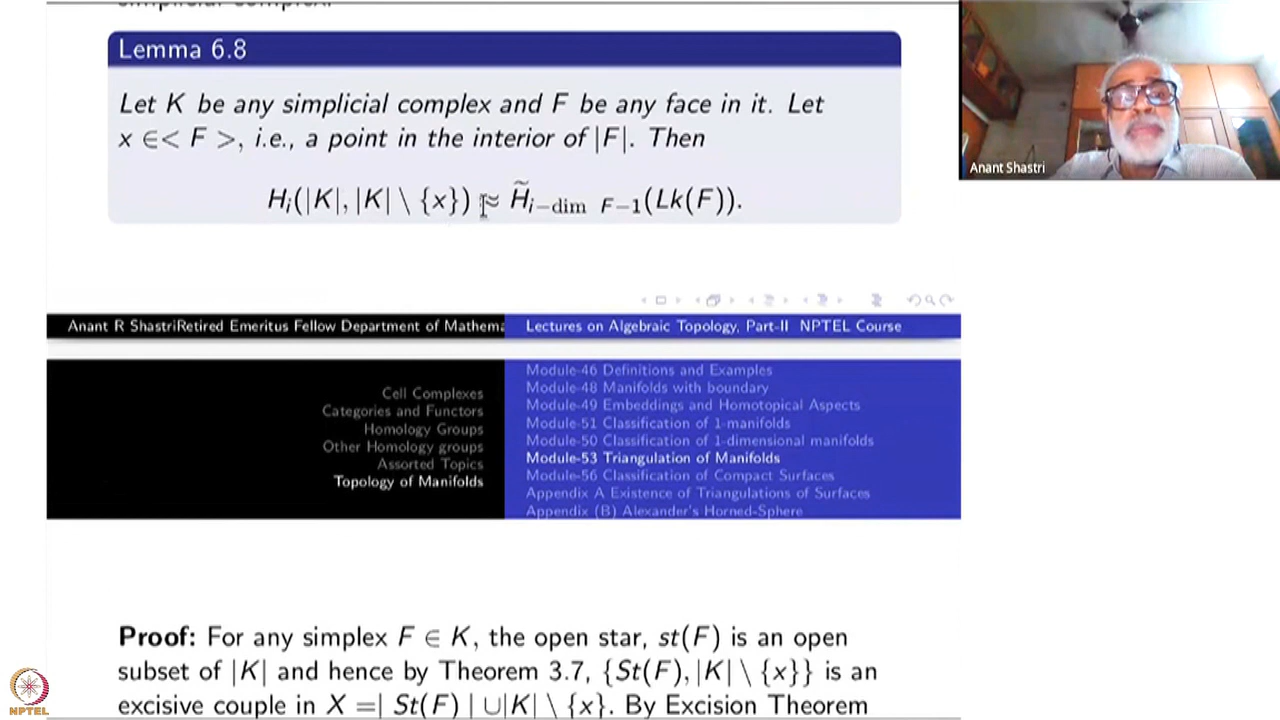 simplicial complex.
Lemma 6.8
Let K be any simplicial complex and F be any face in it. Let
x ∈< F >, i.e., a point in the interior of |F|. Then
H_i(|K|, |K| \ {x}) ≈ H̃_{i−dim F−1}(Lk(F)).
Anant Shastri
Anant R ShastriRetired Emeritus Fellow Department of Mathema
Lectures on Algebraic Topology, Part-II NPTEL Course
Cell Complexes
Categories and Functors
Homology Groups
Other Homology groups
Assorted Topics
Topology of Manifolds
Module-46 Definitions and Examples
Module-48 Manifolds with boundary
Module-49 Embeddings and Homotopical Aspects
Module-51 Classification of 1-manifolds
Module-50 Classification of 1-dimensional manifolds
Module-53 Triangulation of Manifolds
Module-56 Classification of Compact Surfaces
Appendix A Existence of Triangulations of Surfaces
Appendix (B) Alexander's Horned-Sphere
Proof: For any simplex F ∈ K, the open star, st(F) is an open
subset of |K| and hence by Theorem 3.7, {St(F), |K| \ {x}} is an
excisive couple in X =| St(F) | ∪|K| \ {x}. By Excision Theorem
NPTEL